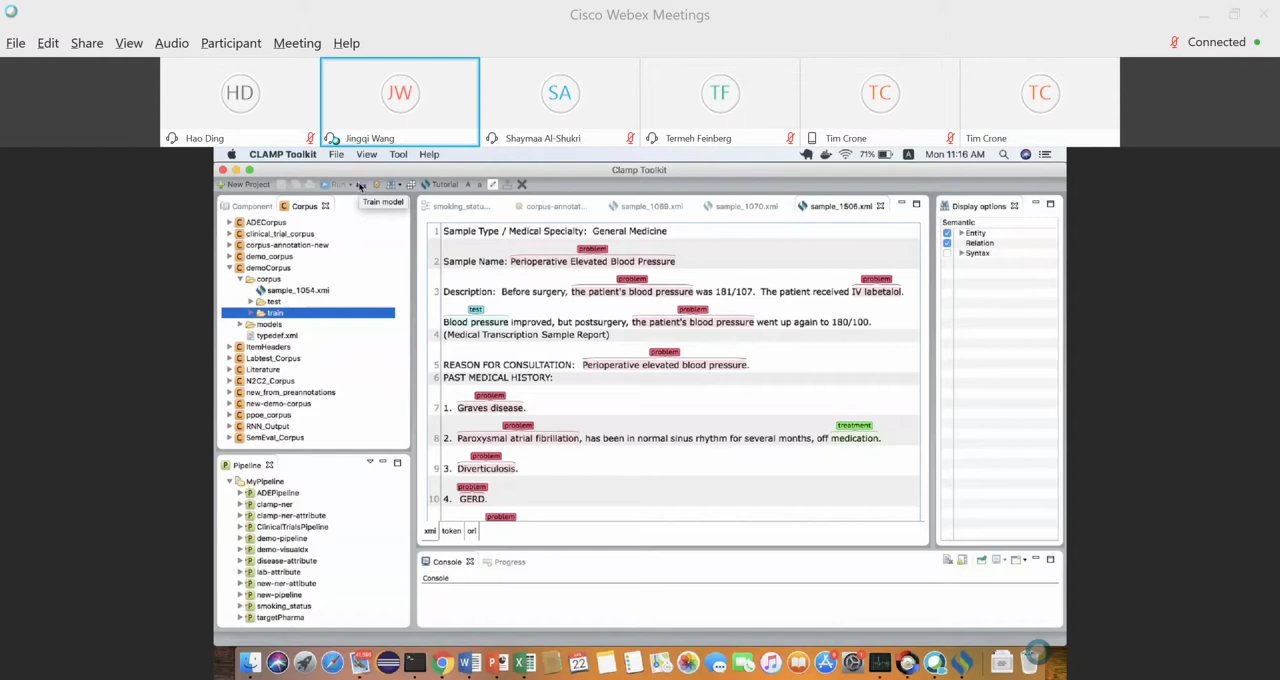 Cisco Webex Meetings
File Edit Share View Audio Participant Meeting Help
Connected
HD JW SA TF TC TC
Hao Ding Jingqi Wang Shaymaa Al-Shukri Termeh Feinberg Tim Crone Tim Crone
CLAMP Toolkit File View Tool Help
71% A Mon 11:16 AM
Clamp Toolkit
New Project Run Tutorial A a
Train model
Component Corpus
ADECorpus
clinical_trial_corpus
corpus-annotation-new
demo_corpus
demoCorpus
corpus
sample_1054.xmi
test
train
models
typedef.xml
ItemHeaders
Labtest_Corpus
Literature
N2C2_Corpus
new_from_preannotations
new-demo-corpus
ppoe_corpus
RNN_Output
SemEval_Corpus
Pipeline
MyPipeline
ADEPipeline
clamp-ner
clamp-ner-attribute
ClinicalTrialsPipeline
demo-pipeline
demo-visualdx
disease-attribute
lab-attribute
new-ner-attribute
new-pipeline
smoking_status
targetPharma
smoking_statu... corpus-annotat... sample_1069.xmi sample_1070.xmi sample_1506.xmi
1 Sample Type / Medical Specialty: General Medicine
problem
2 Sample Name: Perioperative Elevated Blood Pressure
problem problem
3 Description: Before surgery, the patient's blood pressure was 181/107. The patient received IV labetalol.
test problem
Blood pressure improved, but postsurgery, the patient's blood pressure went up again to 180/100.
4 (Medical Transcription Sample Report)
problem
5 REASON FOR CONSULTATION: Perioperative elevated blood pressure.
6 PAST MEDICAL HISTORY:
problem
7 1. Graves disease.
problem treatment
8 2. Paroxysmal atrial fibrillation, has been in normal sinus rhythm for several months, off medication.
problem
9 3. Diverticulosis.
problem
10 4. GERD.
problem
xmi token ori
Display options
Semantic
Entity
Relation
Syntax
Console Progress
Console
22